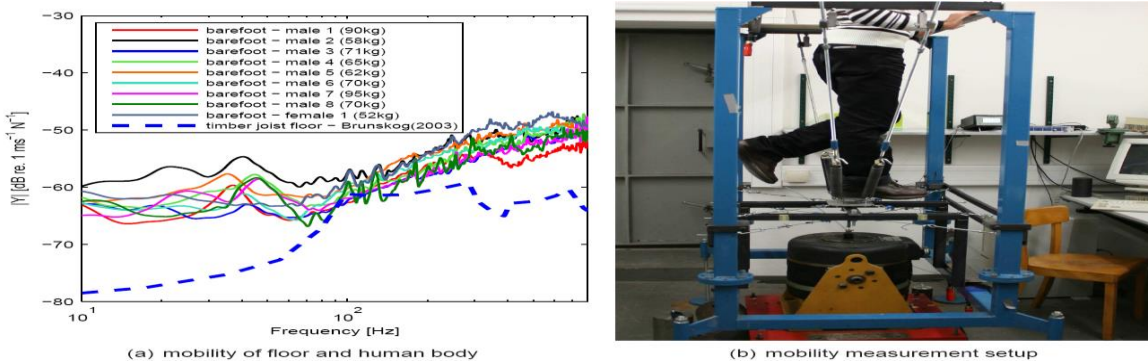 −30
−40
−50
−60
−70
−80
|Y| [dB re. 1 ms⁻¹ N⁻¹]
barefoot − male 1 (90kg)
barefoot − male 2 (58kg)
barefoot − male 3 (71kg)
barefoot − male 4 (65kg)
barefoot − male 5 (62kg)
barefoot − male 6 (70kg)
barefoot − male 7 (95kg)
barefoot − male 8 (70kg)
barefoot − female 1 (52kg)
timber joist floor − Brunskog(2003)
10¹ 10²
Frequency [Hz]
(a) mobility of floor and human body
(b) mobility measurement setup